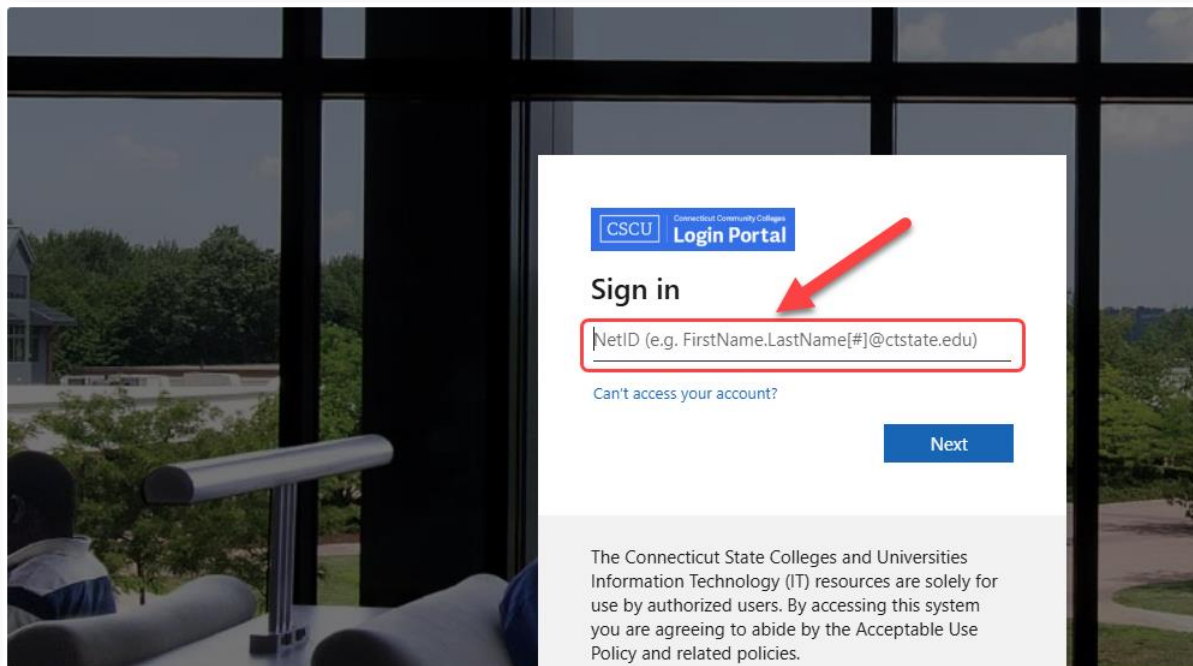 CSCU
Connecticut Community Colleges
Login Portal
Sign in
NetID (e.g. FirstName.LastName[#]@ctstate.edu)
Can't access your account?
Next
The Connecticut State Colleges and Universities
Information Technology (IT) resources are solely for
use by authorized users. By accessing this system
you are agreeing to abide by the Acceptable Use
Policy and related policies.